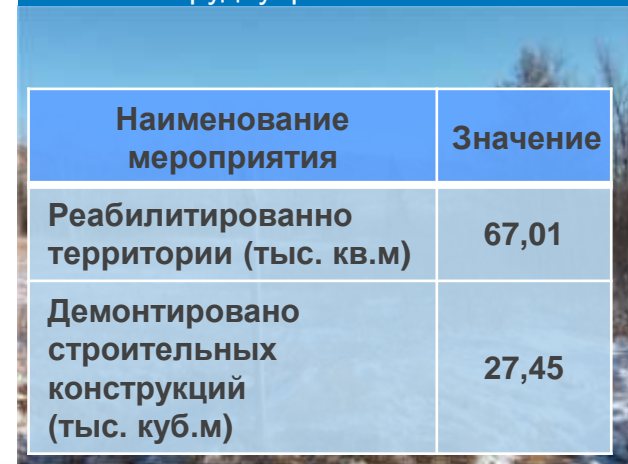 Наименование
мероприятия
Значение
Реабилитированно
территории (тыс. кв.м)
67,01
Демонтировано
строительных
конструкций
(тыс. куб.м)
27,45